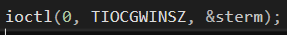 ioctl(0, TIOCGWINSZ, &sterm);